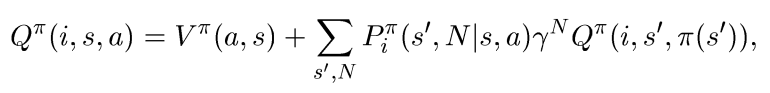 Q^π(i, s, a) = V^π(a, s) + ∑_{s′,N} P_i^π(s′, N|s, a)γ^N Q^π(i, s′, π(s′)),